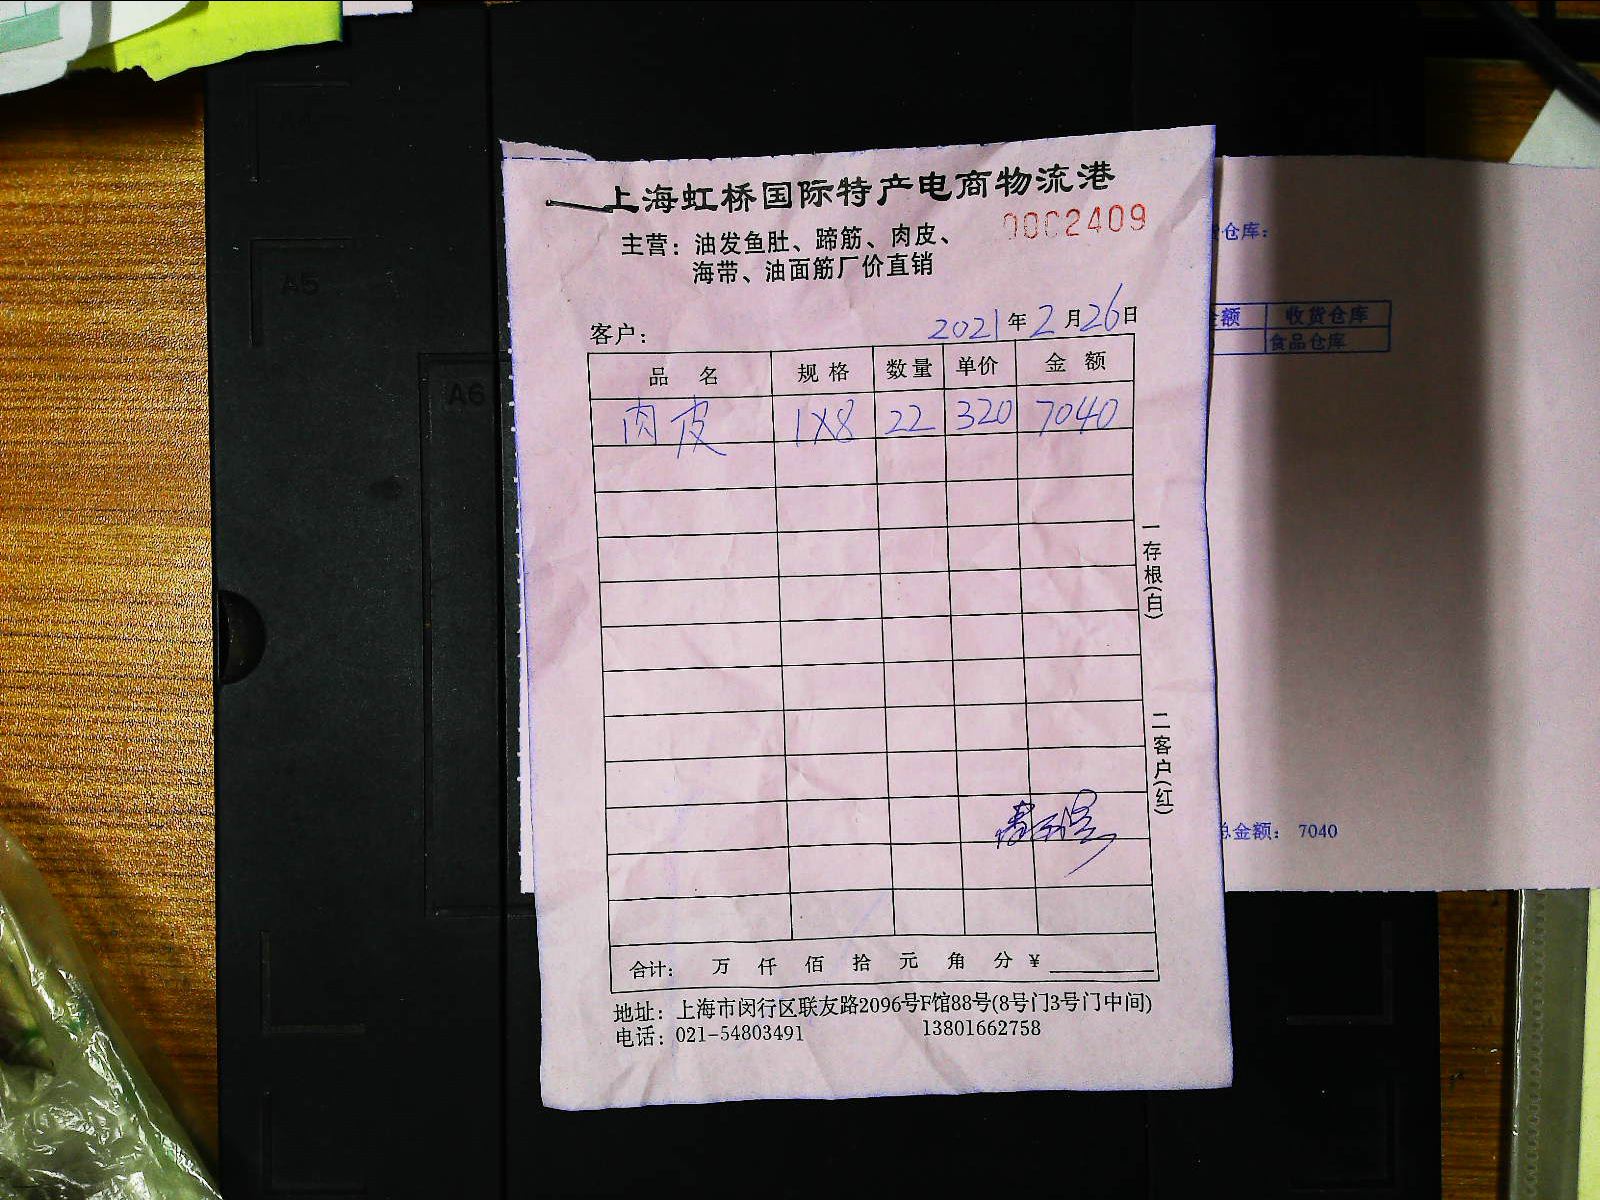 上海虹桥国际特产电商物流港
0002409
主营：油发鱼肚、蹄筋、肉皮、
海带、油面筋厂价直销
客户：
2021年2月26日
品 名 规 格 数量 单价 金 额
肉皮 1X8 22 320 7040
一存根(白)
二客户(红)
合计： 万 仟 佰 拾 元 角 分 ¥
地址：上海市闵行区联友路2096号F馆88号(8号门3号门中间)
电话：021-54803491 13801662758
仓库：
金额 收货仓库
食品仓库
总金额： 7040
A5
A6